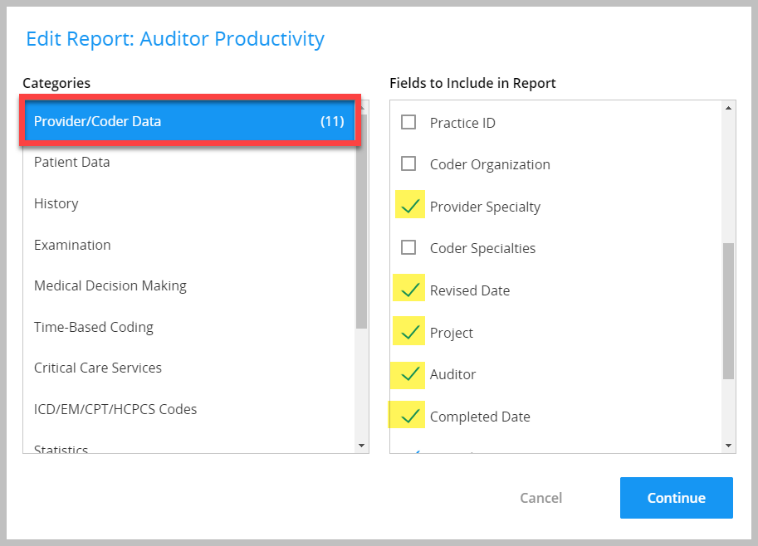 Edit Report: Auditor Productivity
Categories
Provider/Coder Data (11)
Patient Data
History
Examination
Medical Decision Making
Time-Based Coding
Critical Care Services
ICD/EM/CPT/HCPCS Codes
Statistics
Fields to Include in Report
Practice ID
Coder Organization
Provider Specialty
Coder Specialties
Revised Date
Project
Auditor
Completed Date
Cancel
Continue